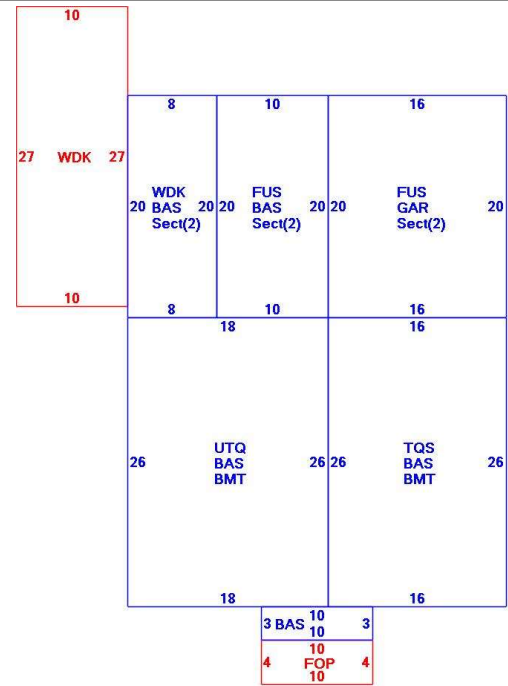 10
27 WDK 27
10
8 10 16
WDK FUS FUS
20 BAS 20 20 BAS 20 20 GAR 20
Sect(2) Sect(2) Sect(2)
8 10 16
18 16
UTQ TQS
26 BAS 26 26 BAS 26
BMT BMT
18 16
10
3 BAS 3
10
10
4 FOP 4
10